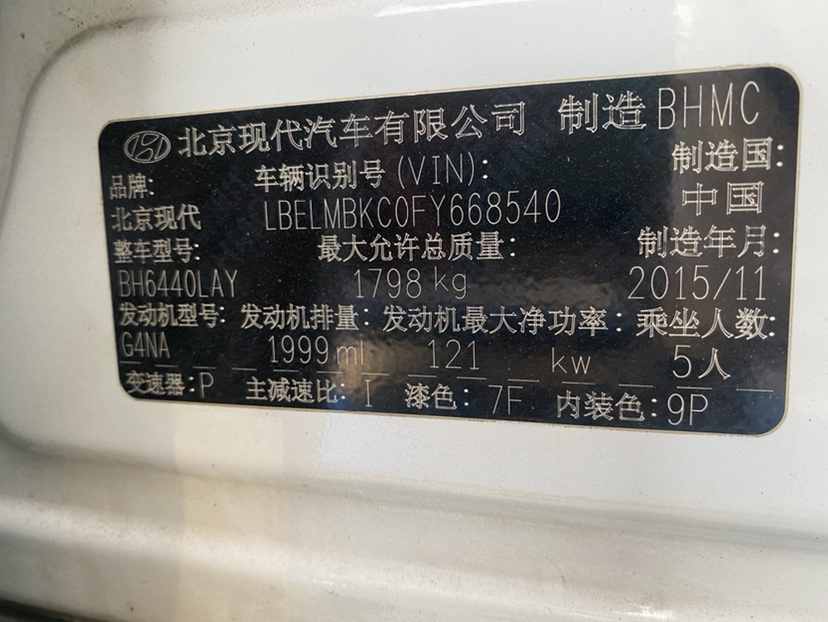 北京现代汽车有限公司 制造 BHMC
品牌: 车辆识别号(VIN): 制造国:
北京现代 LBELMBKC0FY668540 中国
整车型号: 最大允许总质量: 制造年月:
BH6440LAY 1798 kg 2015/11
发动机型号: 发动机排量: 发动机最大净功率: 乘坐人数:
G4NA 1999 ml 121 kw 5人
变速器: P 主减速比: I 漆色: 7F 内装色: 9P